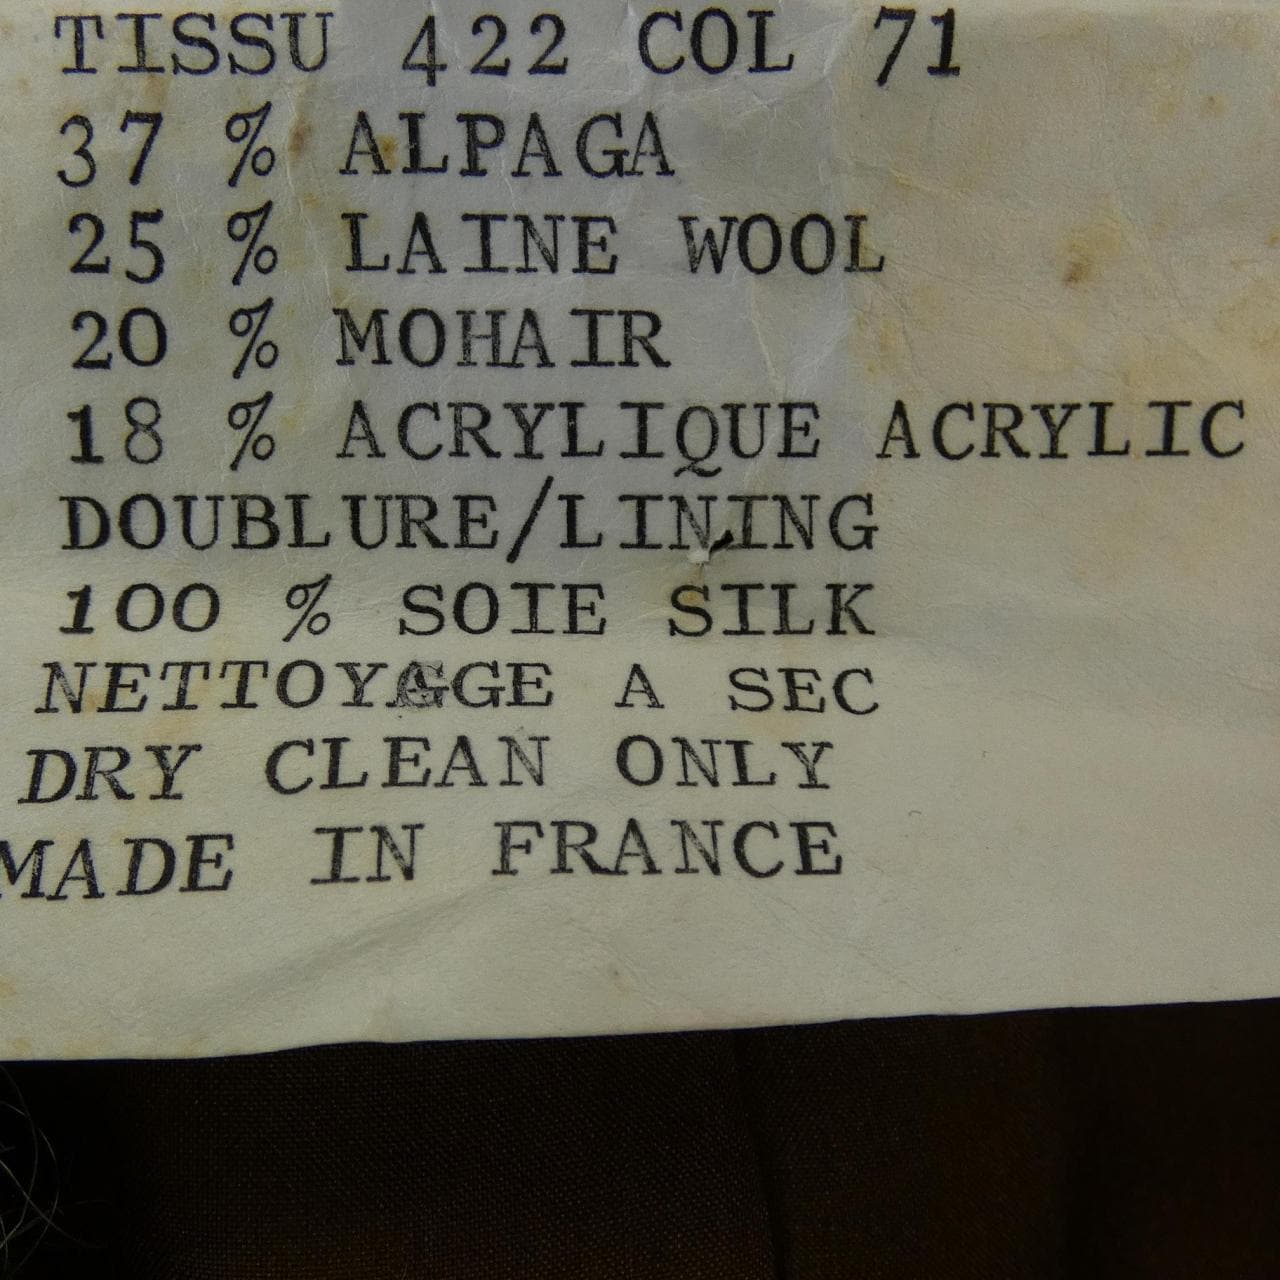 TISSU 422 COL 71
37 % ALPAGA
25 % LAINE WOOL
20 % MOHAIR
18 % ACRYLIQUE ACRYLIC
DOUBLURE/LINING
100 % SOIE SILK
NETTOYAGGE A SEC
DRY CLEAN ONLY
MADE IN FRANCE